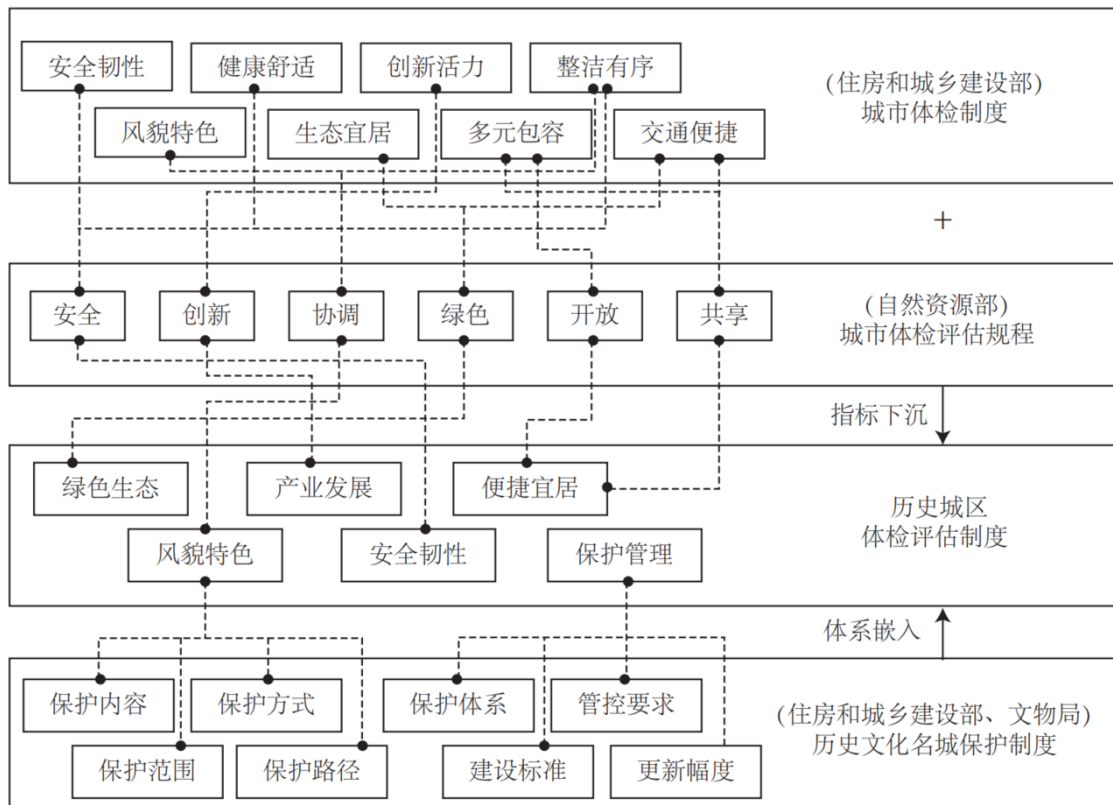 安全韧性
健康舒适
创新活力
整洁有序
风貌特色
生态宜居
多元包容
交通便捷
(住房和城乡建设部)
城市体检制度
+
安全
创新
协调
绿色
开放
共享
(自然资源部)
城市体检评估规程
指标下沉
绿色生态
产业发展
便捷宜居
风貌特色
安全韧性
保护管理
历史城区
体检评估制度
体系嵌入
保护内容
保护方式
保护体系
管控要求
保护范围
保护路径
建设标准
更新幅度
(住房和城乡建设部、文物局)
历史文化名城保护制度